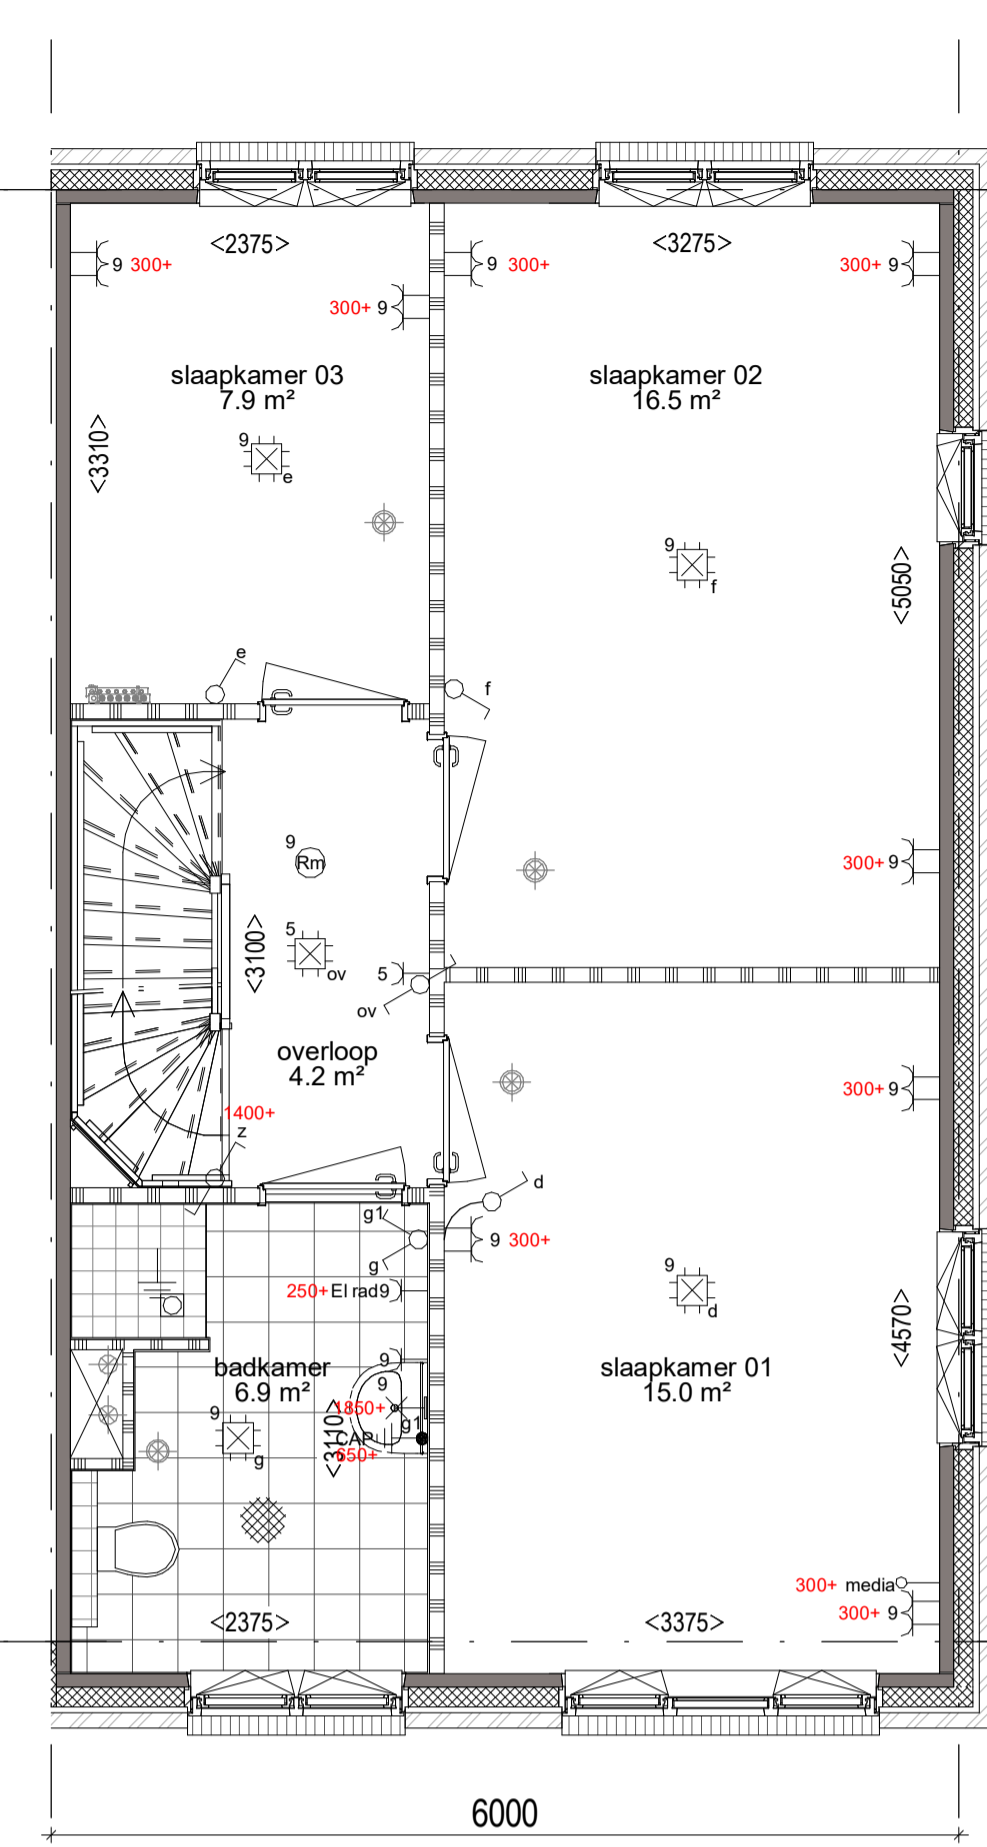 <2375>
<3275>
9 300+
9 300+
300+ 9
300+ 9
slaapkamer 03
7.9 m²
slaapkamer 02
16.5 m²
<3310>
9
e
9
f
<5050>
e
f
9
Rm
300+ 9
5
ov
<3100>
5
ov
overloop
4.2 m²
300+ 9
1400+
z
d
g1
g
9 300+
250+ El rad 9
9
d
<4570>
9
badkamer
6.9 m²
slaapkamer 01
15.0 m²
9
1850+
g1
9
g
CAP
650+
<3110>
300+ media
300+ 9
<2375>
<3375>
6000